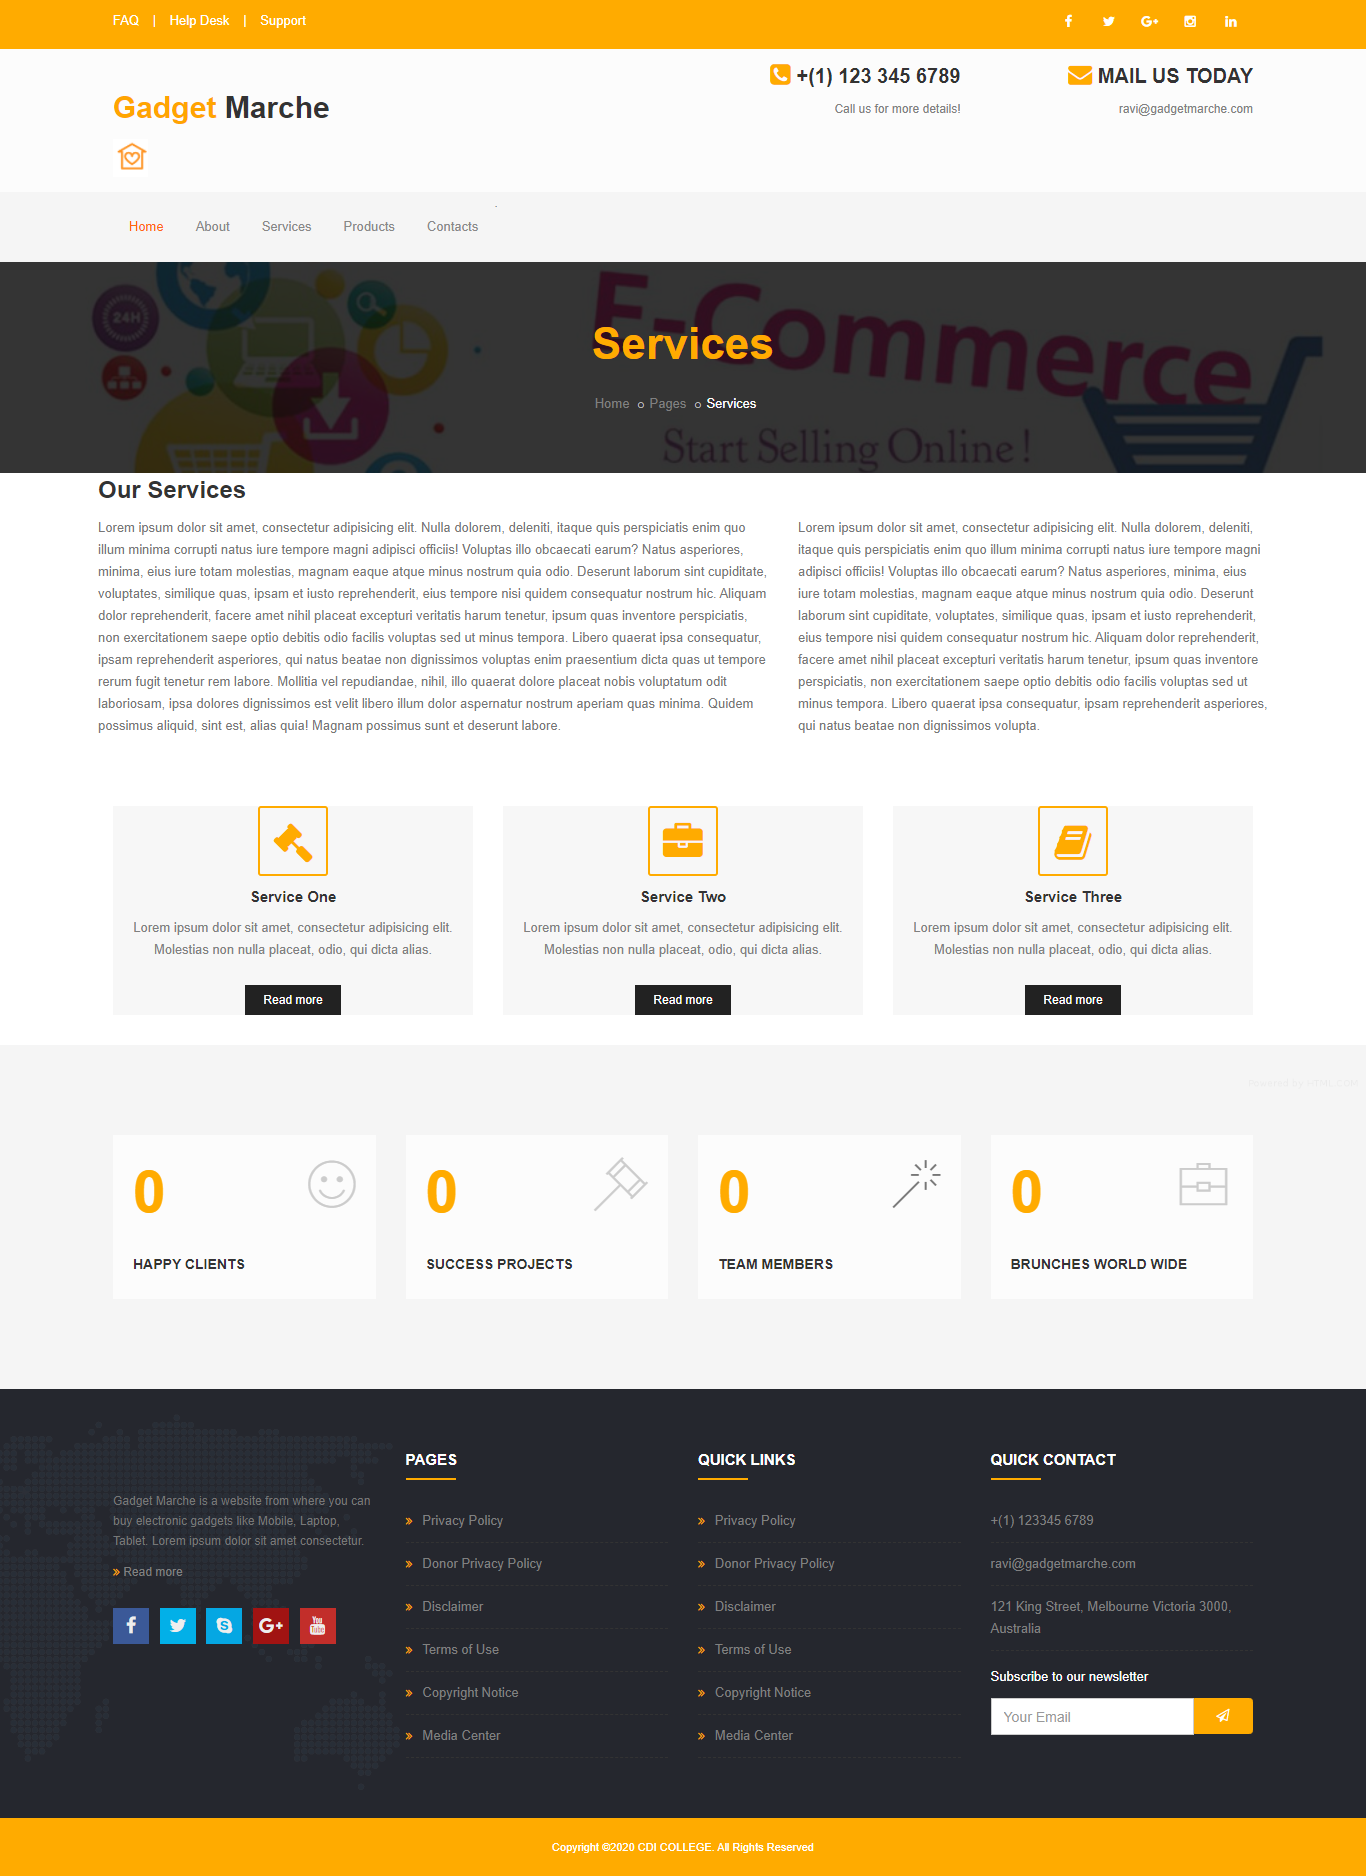 FAQ | Help Desk | Support
+(1) 123 345 6789
Call us for more details!
MAIL US TODAY
ravi@gadgetmarche.com
Gadget Marche
Home About Services Products Contacts
24H
E-Commerce
Start Selling Online !
Services
Home Pages Services
Our Services
Lorem ipsum dolor sit amet, consectetur adipisicing elit. Nulla dolorem, deleniti, itaque quis perspiciatis enim quo
illum minima corrupti natus iure tempore magni adipisci officiis! Voluptas illo obcaecati earum? Natus asperiores,
minima, eius iure totam molestias, magnam eaque atque minus nostrum quia odio. Deserunt laborum sint cupiditate,
voluptates, similique quas, ipsam et iusto reprehenderit, eius tempore nisi quidem consequatur nostrum hic. Aliquam
dolor reprehenderit, facere amet nihil placeat excepturi veritatis harum tenetur, ipsum quas inventore perspiciatis,
non exercitationem saepe optio debitis odio facilis voluptas sed ut minus tempora. Libero quaerat ipsa consequatur,
ipsam reprehenderit asperiores, qui natus beatae non dignissimos voluptas enim praesentium dicta quas ut tempore
rerum fugit tenetur rem labore. Mollitia vel repudiandae, nihil, illo quaerat dolore placeat nobis voluptatum odit
laboriosam, ipsa dolores dignissimos est velit libero illum dolor aspernatur nostrum aperiam quas minima. Quidem
possimus aliquid, sint est, alias quia! Magnam possimus sunt et deserunt labore.
Lorem ipsum dolor sit amet, consectetur adipisicing elit. Nulla dolorem, deleniti,
itaque quis perspiciatis enim quo illum minima corrupti natus iure tempore magni
adipisci officiis! Voluptas illo obcaecati earum? Natus asperiores, minima, eius
iure totam molestias, magnam eaque atque minus nostrum quia odio. Deserunt
laborum sint cupiditate, voluptates, similique quas, ipsam et iusto reprehenderit,
eius tempore nisi quidem consequatur nostrum hic. Aliquam dolor reprehenderit,
facere amet nihil placeat excepturi veritatis harum tenetur, ipsum quas inventore
perspiciatis, non exercitationem saepe optio debitis odio facilis voluptas sed ut
minus tempora. Libero quaerat ipsa consequatur, ipsam reprehenderit asperiores,
qui natus beatae non dignissimos volupta.
Service One
Lorem ipsum dolor sit amet, consectetur adipisicing elit.
Molestias non nulla placeat, odio, qui dicta alias.
Read more
Service Two
Lorem ipsum dolor sit amet, consectetur adipisicing elit.
Molestias non nulla placeat, odio, qui dicta alias.
Read more
Service Three
Lorem ipsum dolor sit amet, consectetur adipisicing elit.
Molestias non nulla placeat, odio, qui dicta alias.
Read more
Powered by HTML.COM
0
HAPPY CLIENTS
0
SUCCESS PROJECTS
0
TEAM MEMBERS
0
BRUNCHES WORLD WIDE
Gadget Marche is a website from where you can
buy electronic gadgets like Mobile, Laptop,
Tablet. Lorem ipsum dolor sit amet consectetur.
Read more
You
Tube
PAGES
Privacy Policy
Donor Privacy Policy
Disclaimer
Terms of Use
Copyright Notice
Media Center
QUICK LINKS
Privacy Policy
Donor Privacy Policy
Disclaimer
Terms of Use
Copyright Notice
Media Center
QUICK CONTACT
+(1) 123345 6789
ravi@gadgetmarche.com
121 King Street, Melbourne Victoria 3000,
Australia
Subscribe to our newsletter
Your Email
Copyright ©2020 CDI COLLEGE. All Rights Reserved